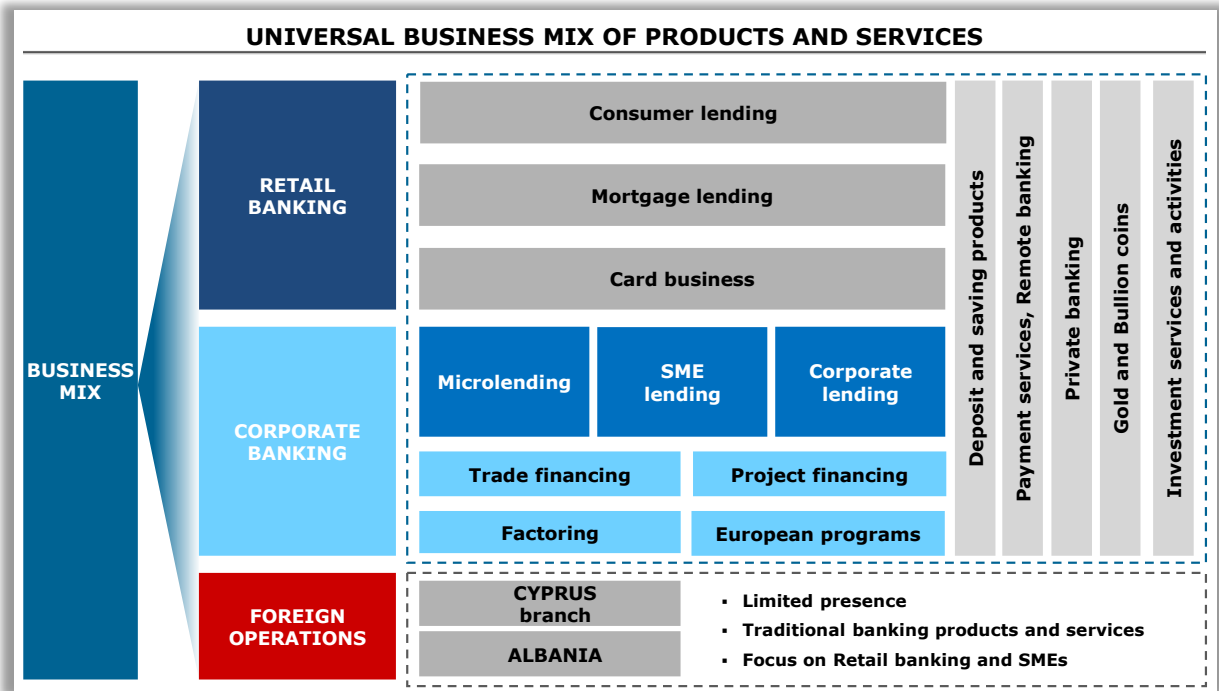 UNIVERSAL BUSINESS MIX OF PRODUCTS AND SERVICES
BUSINESS
MIX
RETAIL
BANKING
Consumer lending
Mortgage lending
Card business
CORPORATE
BANKING
Microlending
SME
lending
Corporate
lending
Trade financing
Project financing
Factoring
European programs
Deposit and saving products
Payment services, Remote banking
Private banking
Gold and Bullion coins
Investment services and activities
FOREIGN
OPERATIONS
CYPRUS
branch
ALBANIA
▪ Limited presence
▪ Traditional banking products and services
▪ Focus on Retail banking and SMEs